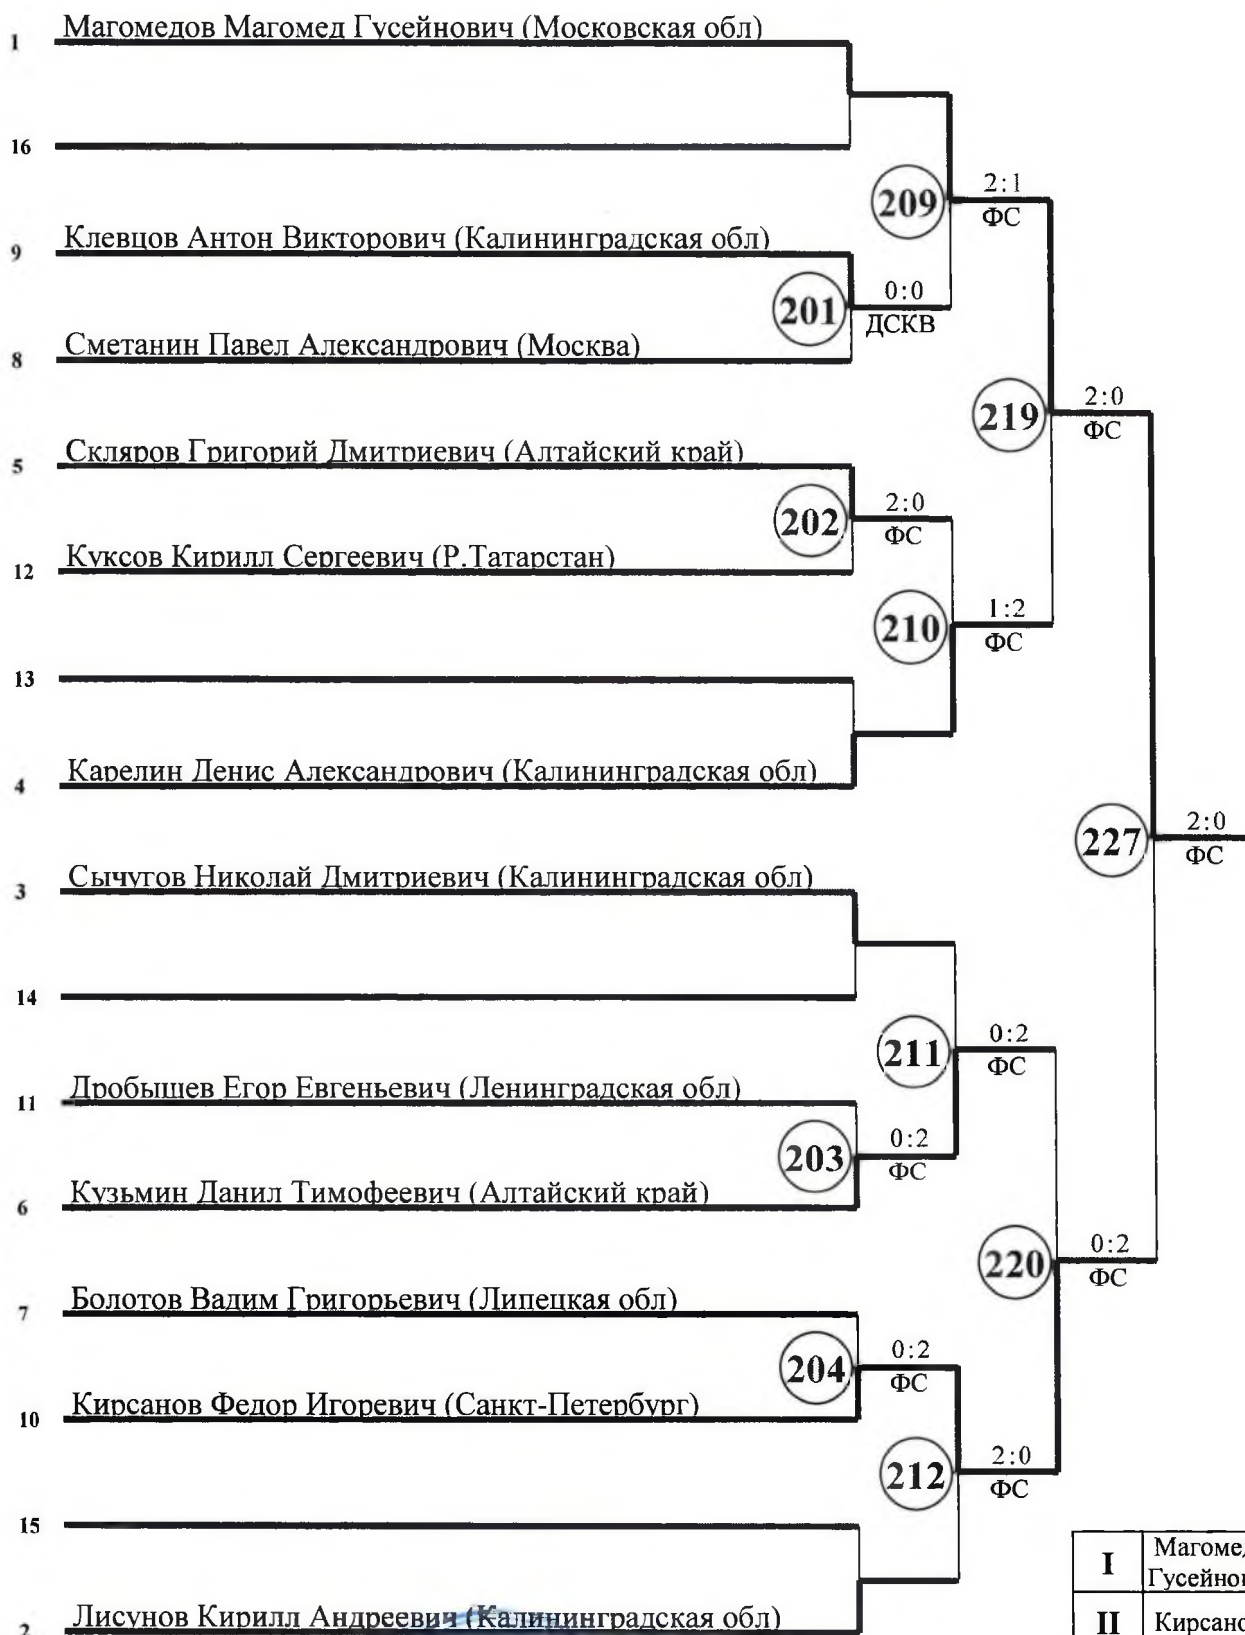 1 Магомедов Магомед Гусейнович (Московская обл)
16
209 2:1
ФС
9 Клевцов Антон Викторович (Калининградская обл)
201 0:0
ДСКВ
8 Сметанин Павел Александрович (Москва)
219 2:0
ФС
5 Скляров Григорий Дмитриевич (Алтайский край)
202 2:0
ФС
12 Куксов Кирилл Сергеевич (Р.Татарстан)
210 1:2
ФС
13
4 Карелин Денис Александрович (Калининградская обл)
227 2:0
ФС
3 Сычугов Николай Дмитриевич (Калининградская обл)
14
211 0:2
ФС
11 Дробышев Егор Евгеньевич (Ленинградская обл)
203 0:2
ФС
6 Кузьмин Данил Тимофеевич (Алтайский край)
220 0:2
ФС
7 Болотов Вадим Григорьевич (Липецкая обл)
204 0:2
ФС
10 Кирсанов Федор Игоревич (Санкт-Петербург)
212 2:0
ФС
15
2 Лисунов Кирилл Андреевич (Калининградская обл)
I Магомед
Гусейно
II Кирсано